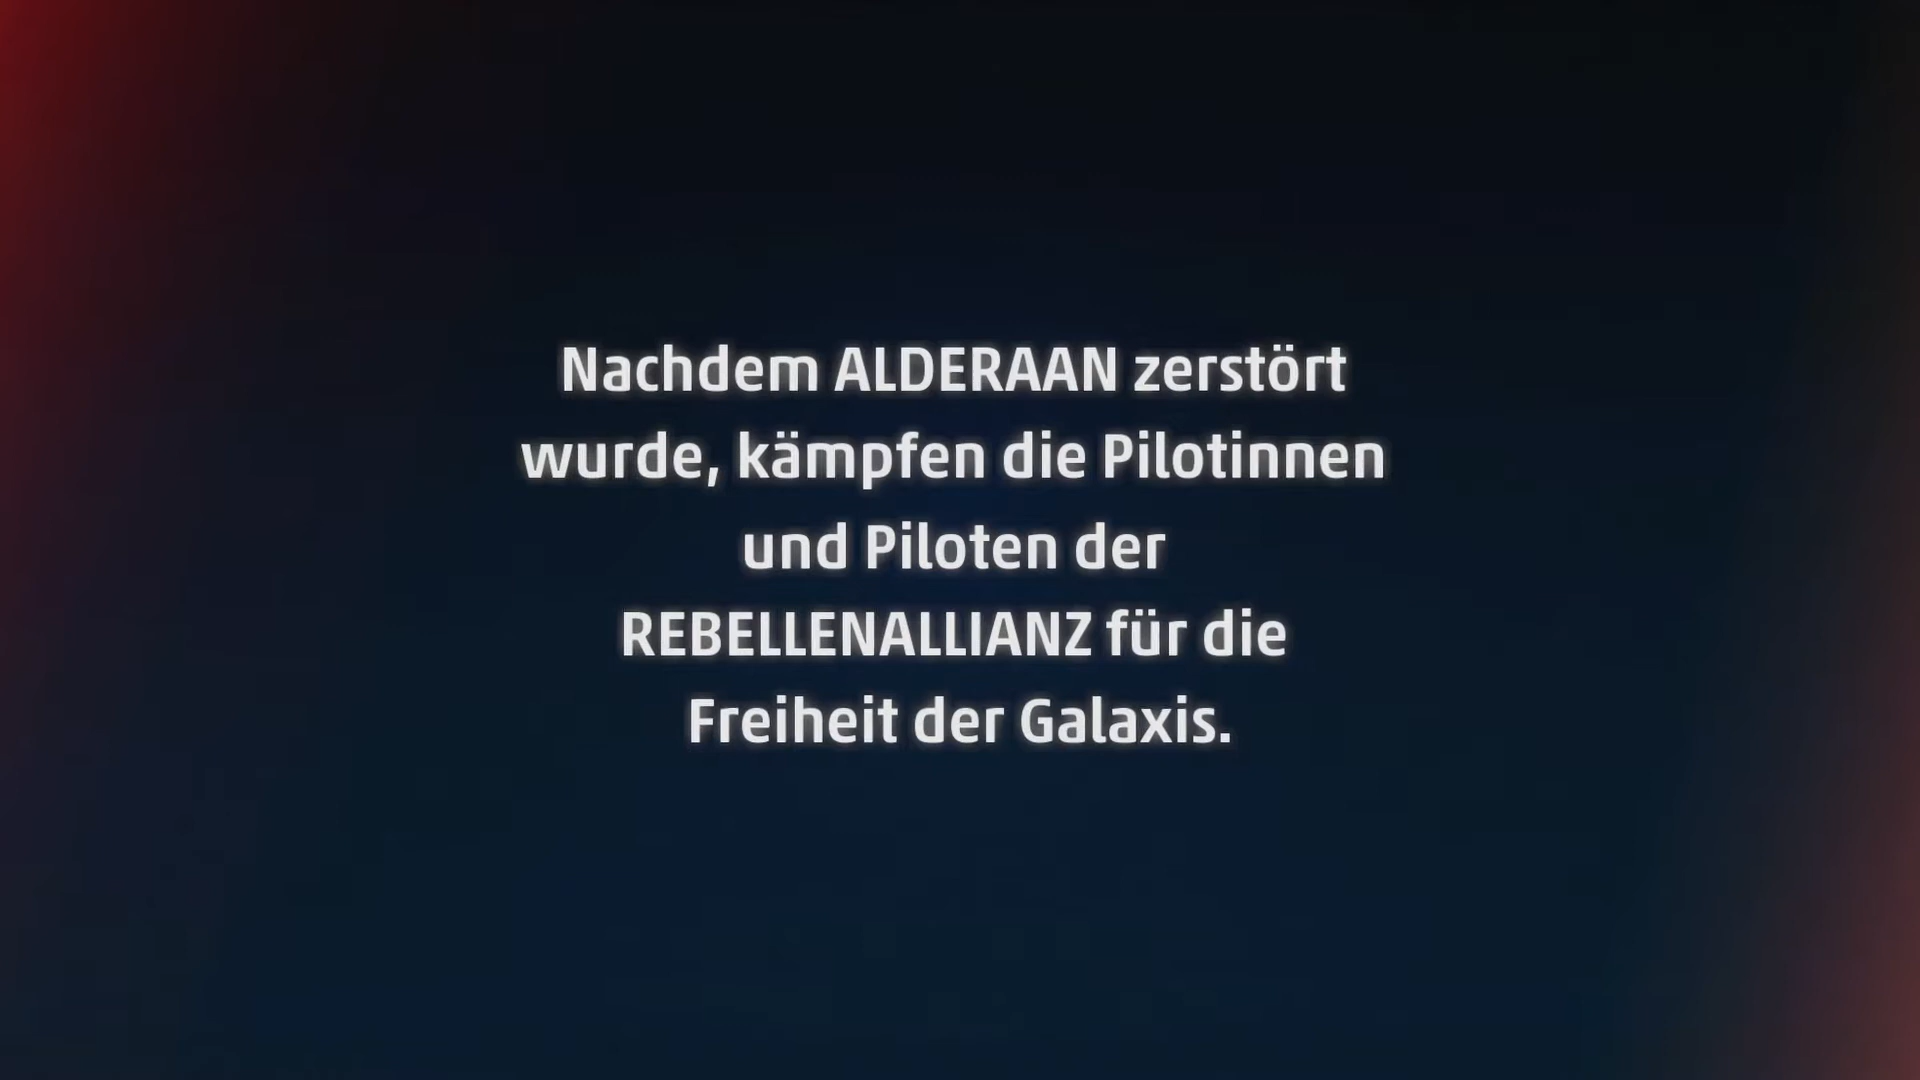 Nachdem ALDERAAN zerstört
wurde, kämpfen die Pilotinnen
und Piloten der
REBELLENALLIANZ für die
Freiheit der Galaxis.